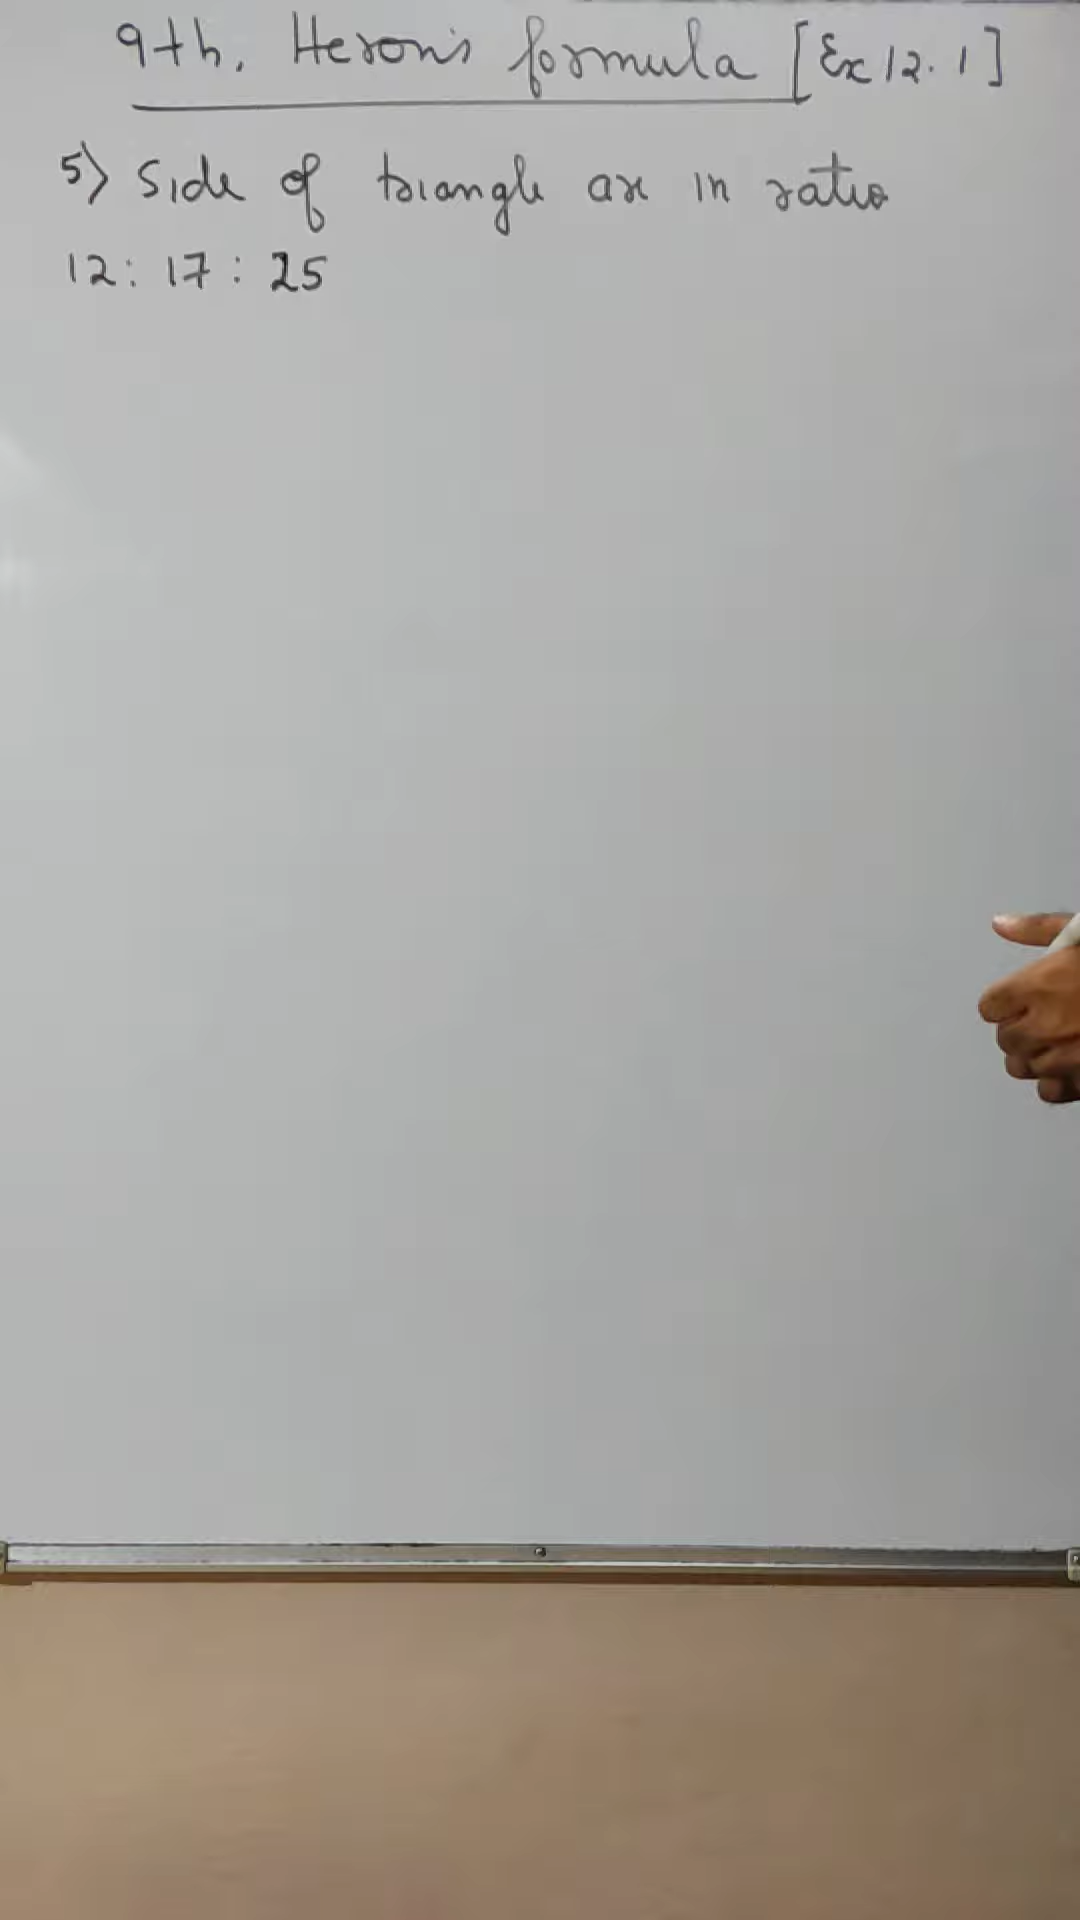 9th. Heron's formula [Ex 12.1]
5) Side of triangle are in ratio
12 : 17 : 25